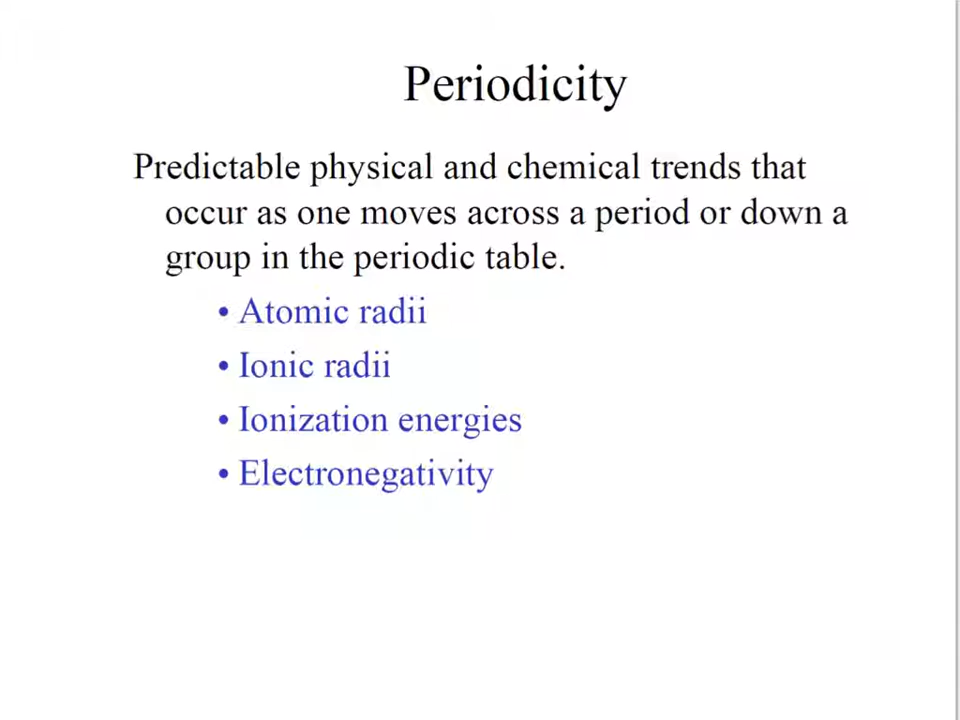 Periodicity
Predictable physical and chemical trends that
occur as one moves across a period or down a
group in the periodic table.
• Atomic radii
• Ionic radii
• Ionization energies
• Electronegativity